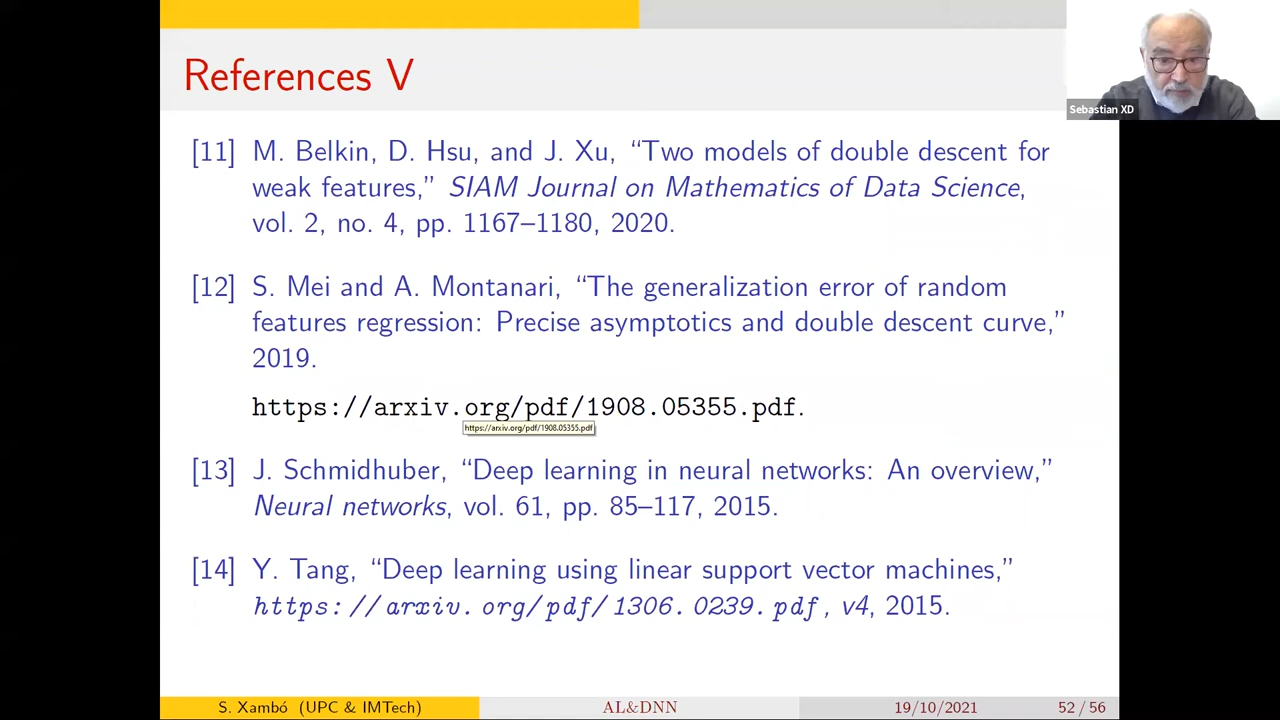 References V
Sebastian XD
[11] M. Belkin, D. Hsu, and J. Xu, “Two models of double descent for
weak features,” SIAM Journal on Mathematics of Data Science,
vol. 2, no. 4, pp. 1167–1180, 2020.
[12] S. Mei and A. Montanari, “The generalization error of random
features regression: Precise asymptotics and double descent curve,”
2019.
https://arxiv.org/pdf/1908.05355.pdf.
https://arxiv.org/pdf/1908.05355.pdf
[13] J. Schmidhuber, “Deep learning in neural networks: An overview,”
Neural networks, vol. 61, pp. 85–117, 2015.
[14] Y. Tang, “Deep learning using linear support vector machines,”
https: // arxiv. org/ pdf/ 1306. 0239. pdf , v4, 2015.
S. Xambó (UPC & IMTech) AL&DNN 19/10/2021 52 / 56